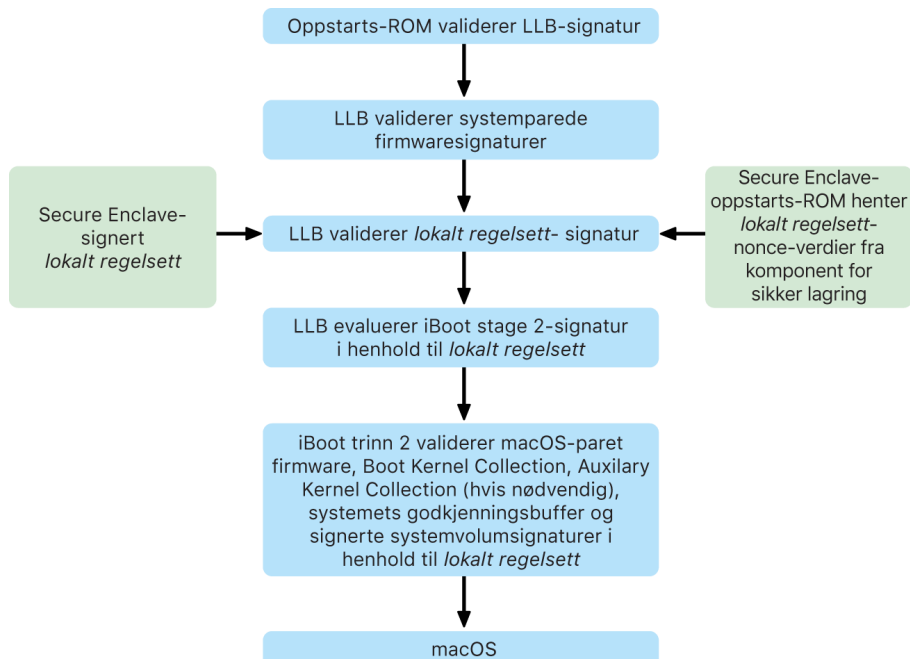 Oppstarts-ROM validerer LLB-signatur
LLB validerer systemparede
firmwaresignaturer
Secure Enclave-
signert
lokalt regelsett
LLB validerer lokalt regelsett- signatur
Secure Enclave-
oppstarts-ROM henter
lokalt regelsett-
nonce-verdier fra
komponent for
sikker lagring
LLB evaluerer iBoot stage 2-signatur
i henhold til lokalt regelsett
iBoot trinn 2 validerer macOS-paret
firmware, Boot Kernel Collection, Auxilary
Kernel Collection (hvis nødvendig),
systemets godkjenningsbuffer og
signerte systemvolumsignaturer i
henhold til lokalt regelsett
macOS